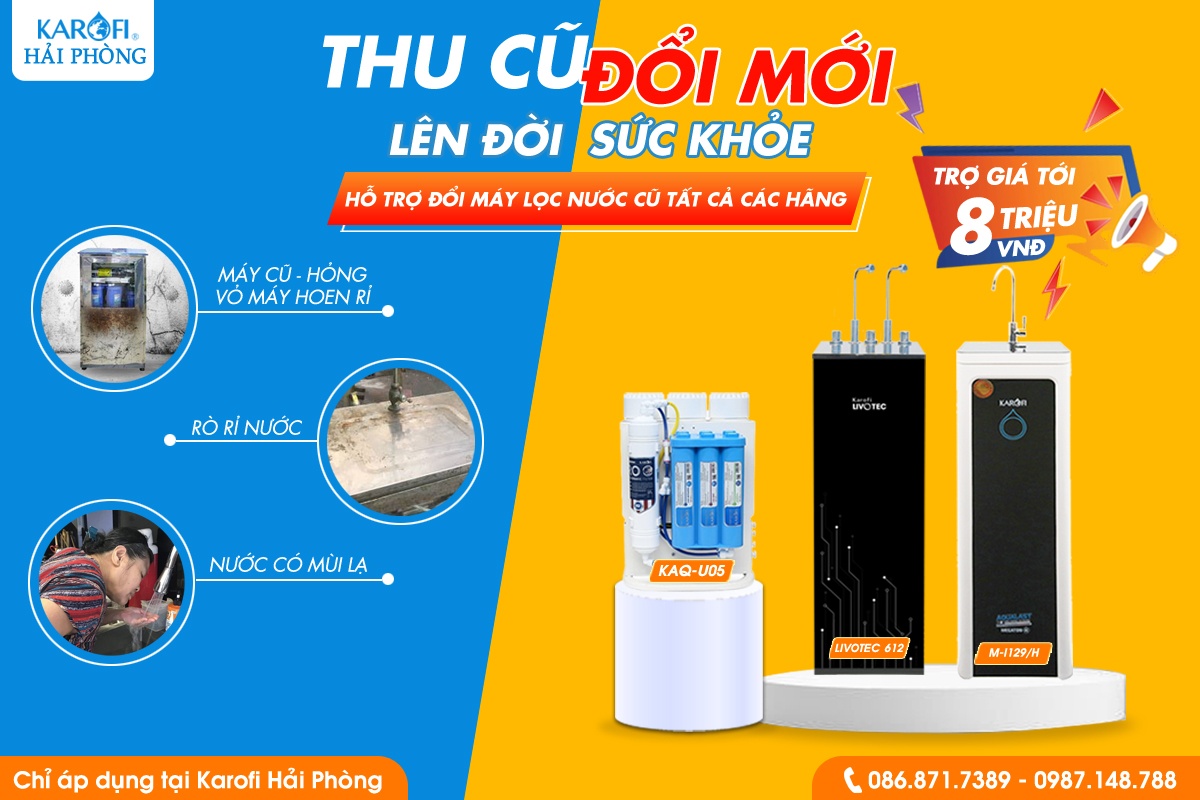 KAROFI®
HẢI PHÒNG
THU CŨ ĐỔI MỚI
LÊN ĐỜI SỨC KHỎE
HỖ TRỢ ĐỔI MÁY LỌC NƯỚC CŨ TẤT CẢ CÁC HÃNG
TRỢ GIÁ TỚI
8 TRIỆU
VNĐ
MÁY CŨ - HỎNG
VỎ MÁY HOEN RỈ
RÒ RỈ NƯỚC
NƯỚC CÓ MÙI LẠ
Karofi
LIVOTEC
KAROFI
KAQ-U05
LIVOTEC 612
M-I129/H
Chỉ áp dụng tại Karofi Hải Phòng
086.871.7389 - 0987.148.788